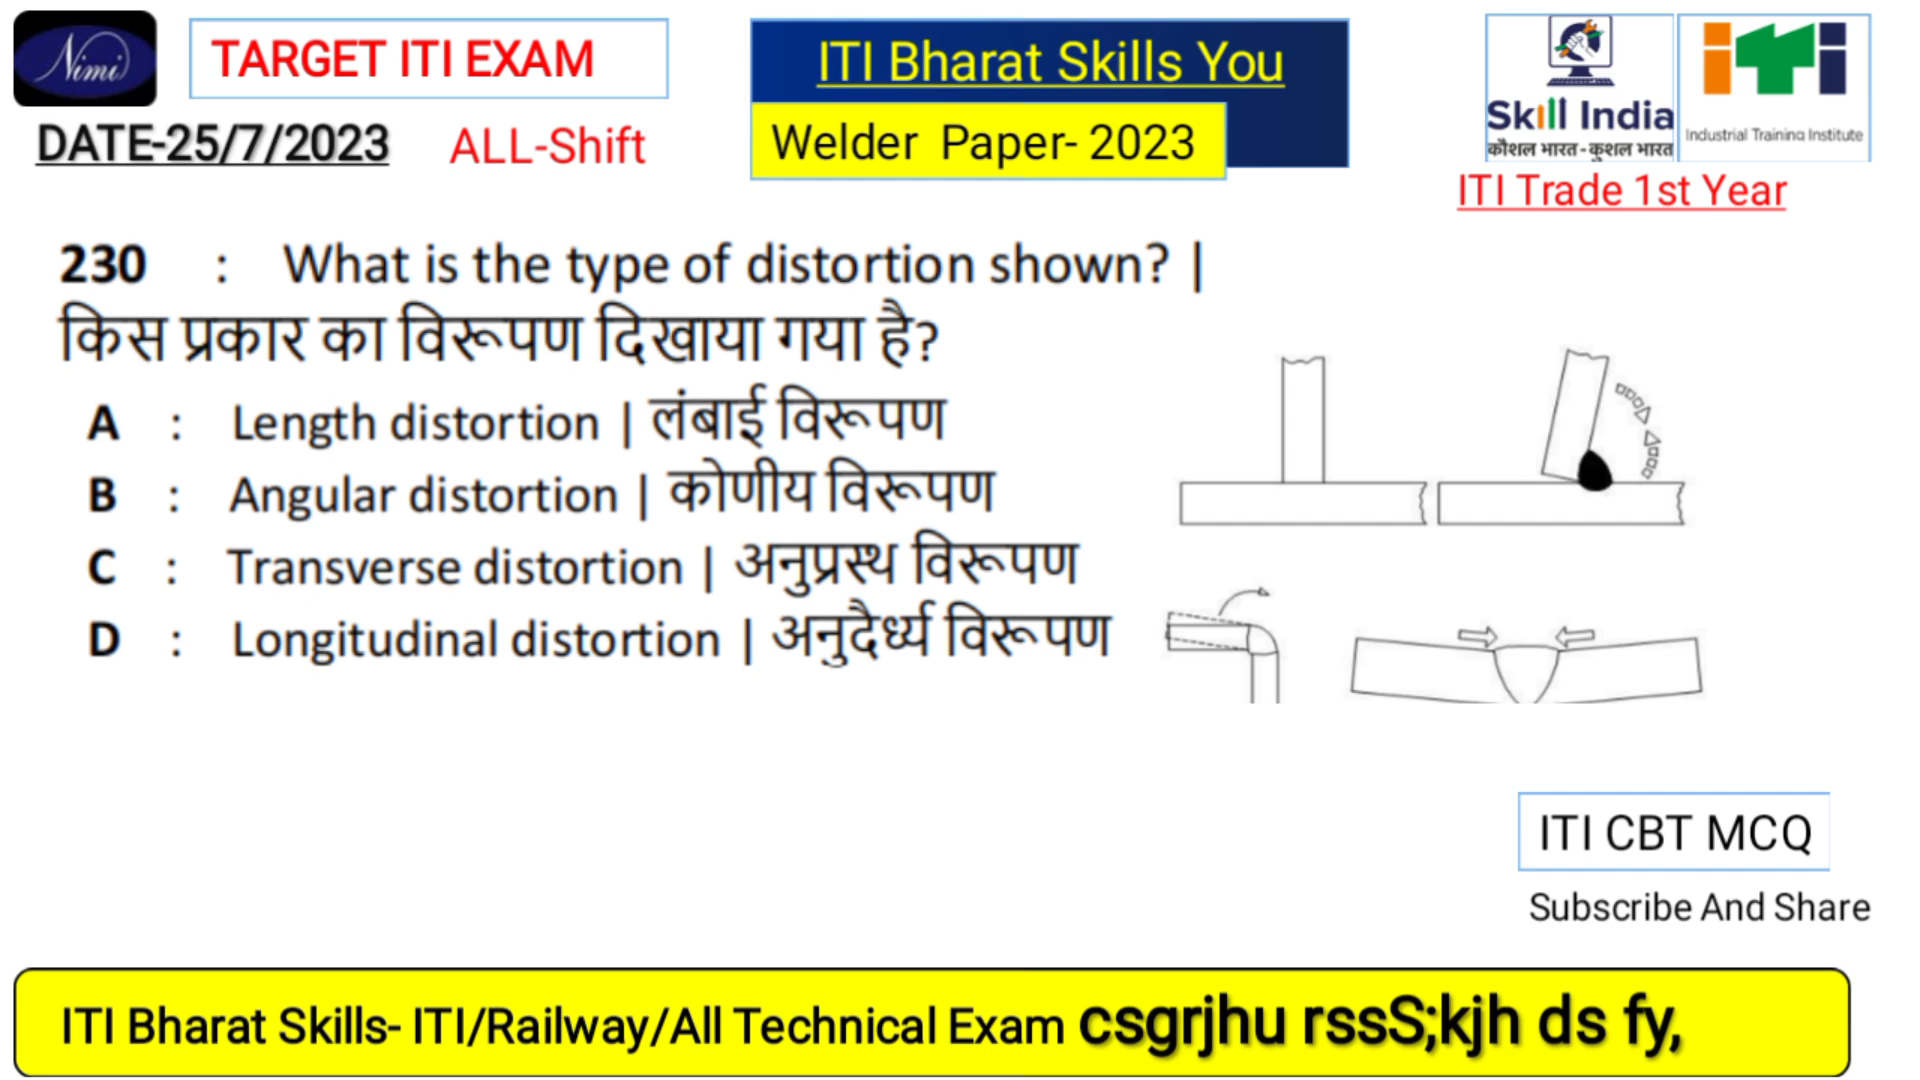 Nimi
TARGET ITI EXAM
ITI Bharat Skills You
DATE-25/7/2023 ALL-Shift
Welder Paper- 2023
Skill India
कौशल भारत - कुशल भारत
iTi
Industrial Training Institute
ITI Trade 1st Year
230 : What is the type of distortion shown? |
किस प्रकार का विरूपण दिखाया गया है?
A : Length distortion | लंबाई विरूपण
B : Angular distortion | कोणीय विरूपण
C : Transverse distortion | अनुप्रस्थ विरूपण
D : Longitudinal distortion | अनुदैर्ध्य विरूपण
ITI CBT MCQ
Subscribe And Share
ITI Bharat Skills- ITI/Railway/All Technical Exam csgrjhu rssS;kjh ds fy,